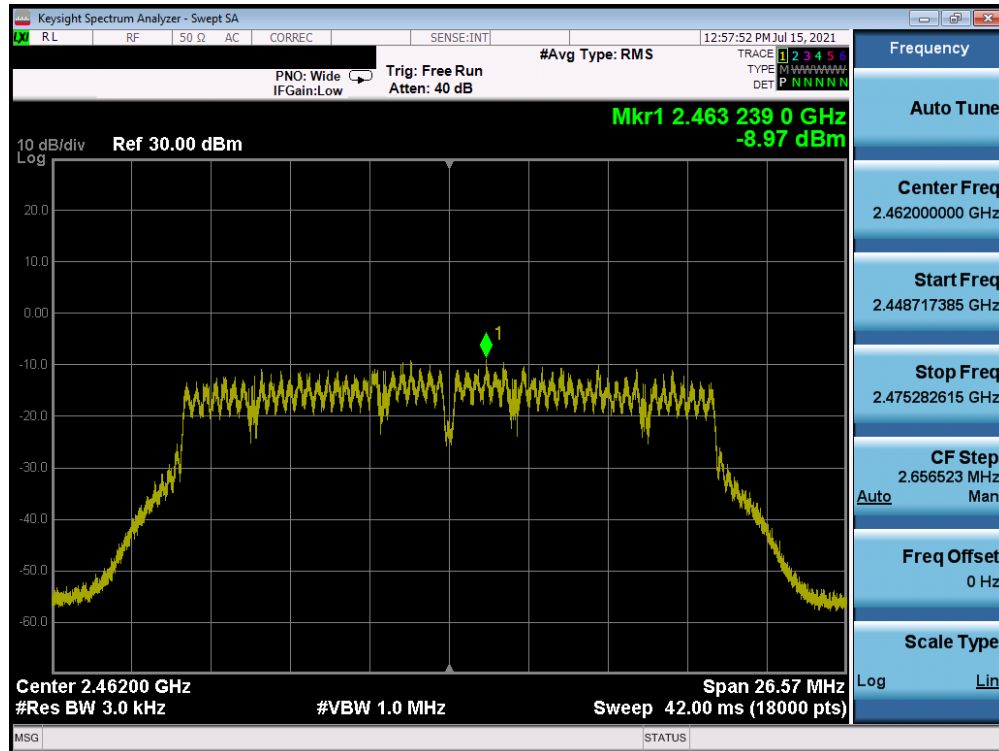 Keysight Spectrum Analyzer - Swept SA
LXI RL RF 50 Ω AC CORREC SENSE:INT 12:57:52 PM Jul 15, 2021
#Avg Type: RMS TRACE 1 2 3 4 5 6
PNO: Wide Trig: Free Run TYPE M WWWWW
IFGain:Low Atten: 40 dB DET P N N N N N
Mkr1 2.463 239 0 GHz
-8.97 dBm
10 dB/div Ref 30.00 dBm
Log
1
20.0
10.0
0.00
-10.0
-20.0
-30.0
-40.0
-50.0
-60.0
Center 2.46200 GHz Span 26.57 MHz
#Res BW 3.0 kHz #VBW 1.0 MHz Sweep 42.00 ms (18000 pts)
MSG STATUS
Frequency
Auto Tune
Center Freq
2.462000000 GHz
Start Freq
2.448717385 GHz
Stop Freq
2.475282615 GHz
CF Step
2.656523 MHz
Auto Man
Freq Offset
0 Hz
Scale Type
Log Lin